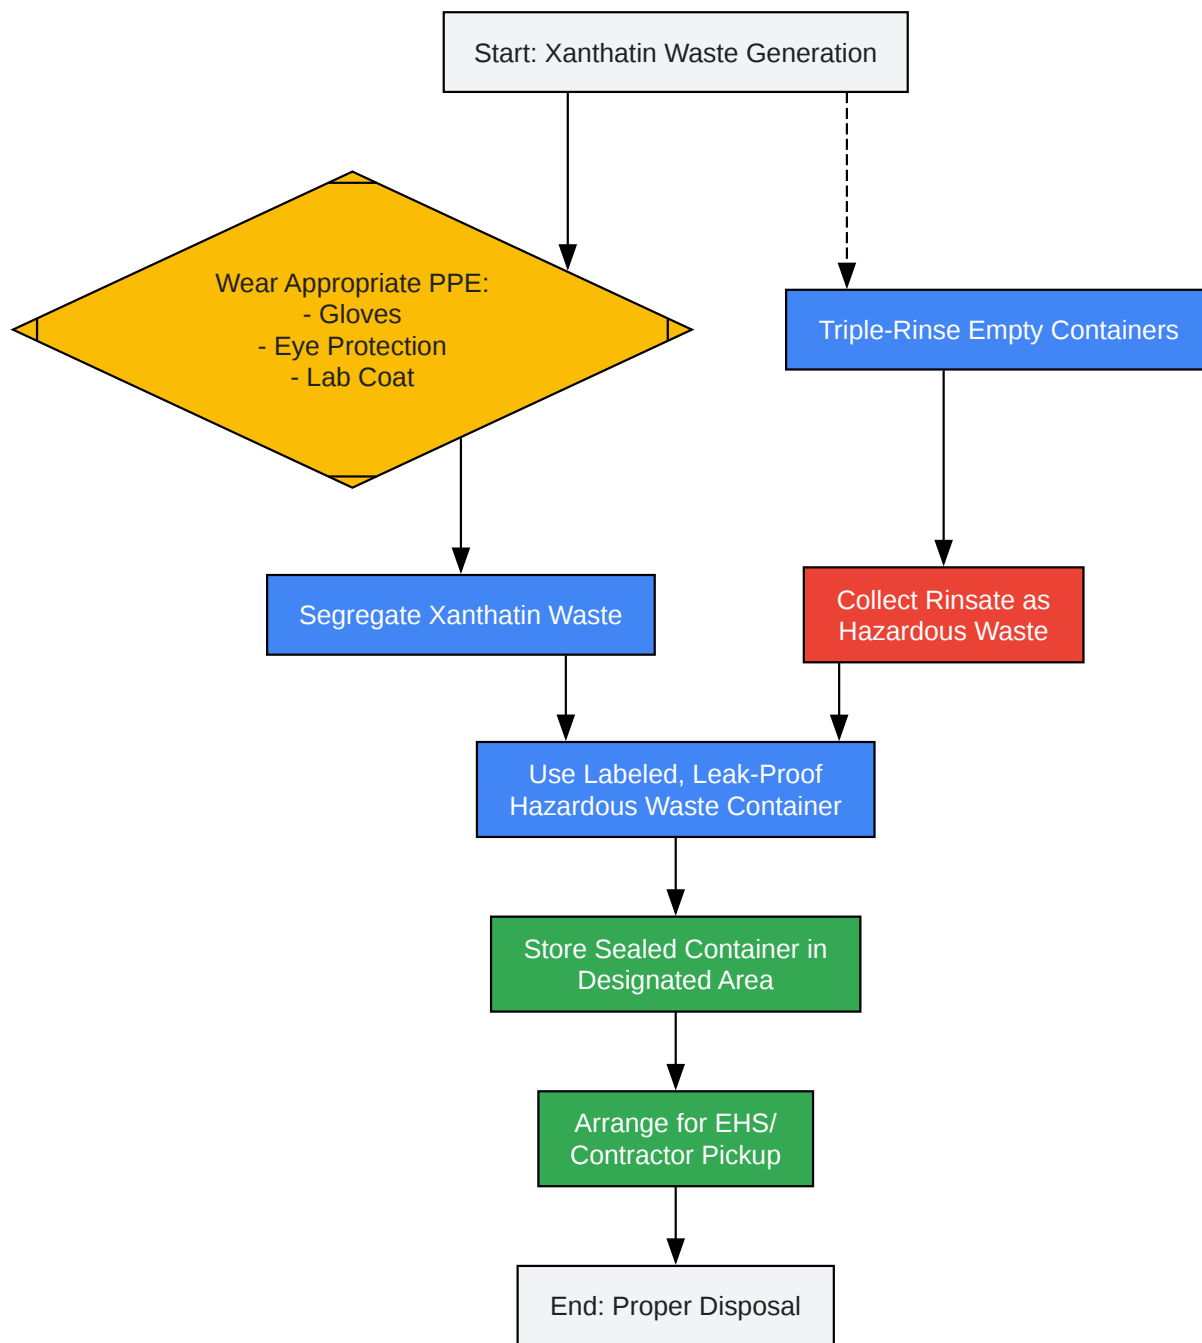 Start: Xanthatin Waste Generation
Wear Appropriate PPE:
- Gloves
- Eye Protection
- Lab Coat
Triple-Rinse Empty Containers
Segregate Xanthatin Waste
Collect Rinsate as
Hazardous Waste
Use Labeled, Leak-Proof
Hazardous Waste Container
Store Sealed Container in
Designated Area
Arrange for EHS/
Contractor Pickup
End: Proper Disposal